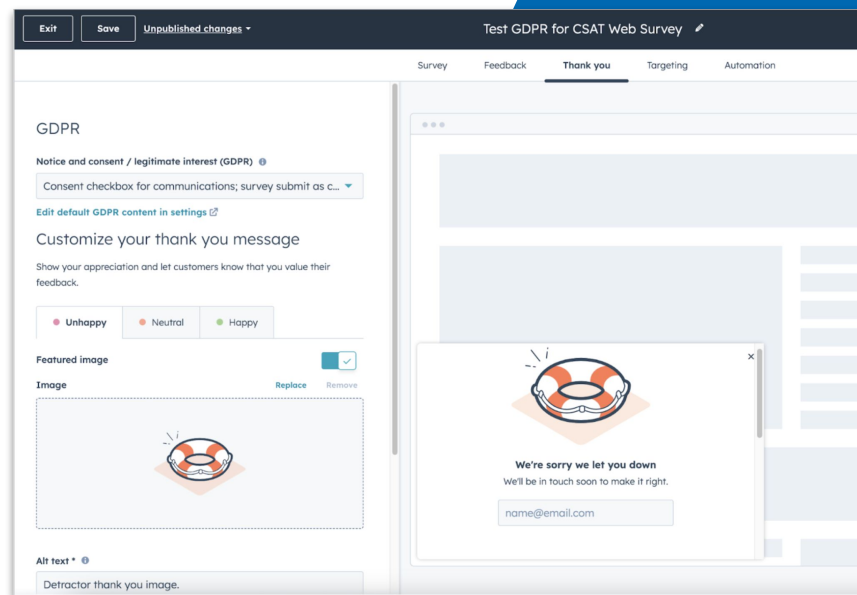 Exit
Save
Unpublished changes
Test GDPR for CSAT Web Survey
Survey
Feedback
Thank you
Targeting
Automation
GDPR
Notice and consent / legitimate interest (GDPR)
Consent checkbox for communications; survey submit as c...
Edit default GDPR content in settings
Customize your thank you message
Show your appreciation and let customers know that you value their
feedback.
Unhappy
Neutral
Happy
Featured image
Image
Replace
Remove
Alt text *
Detractor thank you image.
We're sorry we let you down
We'll be in touch soon to make it right.
name@email.com